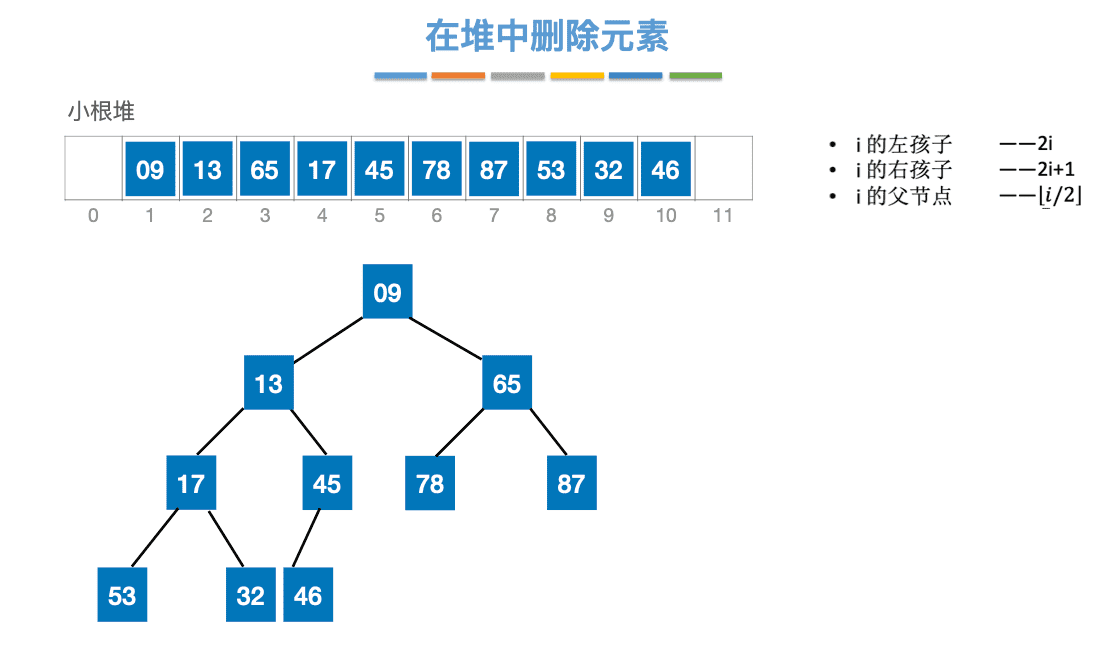 在堆中删除元素
小根堆
09 13 65 17 45 78 87 53 32 46
0 1 2 3 4 5 6 7 8 9 10 11
• i 的左孩子 ——2i
• i 的右孩子 ——2i+1
• i 的父节点 ——⌊i/2⌋
09
13 65
17 45 78 87
53 32 46